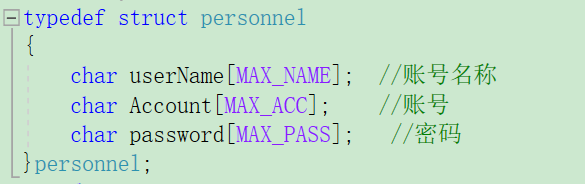 typedef struct personnel
{
char userName[MAX_NAME]; //账号名称
char Account[MAX_ACC]; //账号
char password[MAX_PASS]; //密码
}personnel;